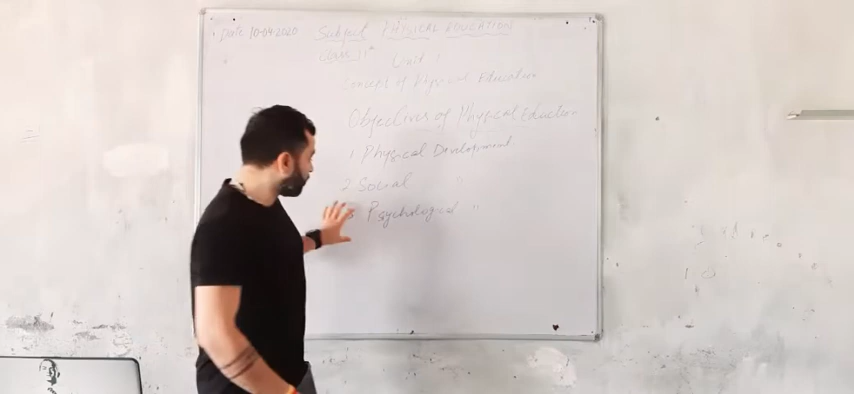 Date 10-04-2020 Subject PHYSICAL EDUCATION
Class 11th
Unit 1
Concept of Physical Education
Objectives of Physical Eduction
1 Physical Development
2 Social "
3 Psychological "